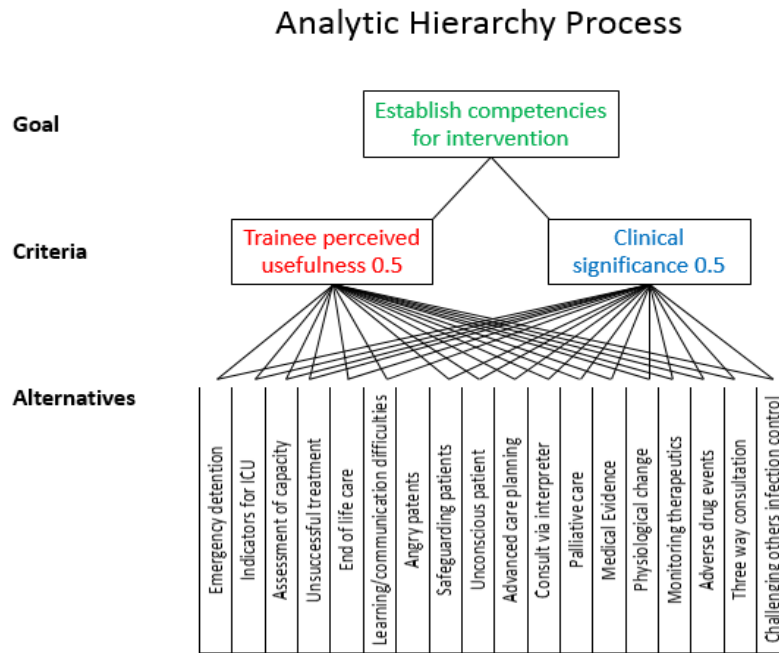 Analytic Hierarchy Process
Goal
Establish competencies
for intervention
Criteria
Trainee perceived
usefulness 0.5
Clinical
significance 0.5
Alternatives
Emergency detention
Indicators for ICU
Assessment of capacity
Unsuccessful treatment
End of life care
Learning/communication difficulties
Angry patents
Safeguarding patients
Unconscious patient
Advanced care planning
Consult via interpreter
Palliative care
Medical Evidence
Physiological change
Monitoring therapeutics
Adverse drug events
Three way consultation
Challenging others infection control